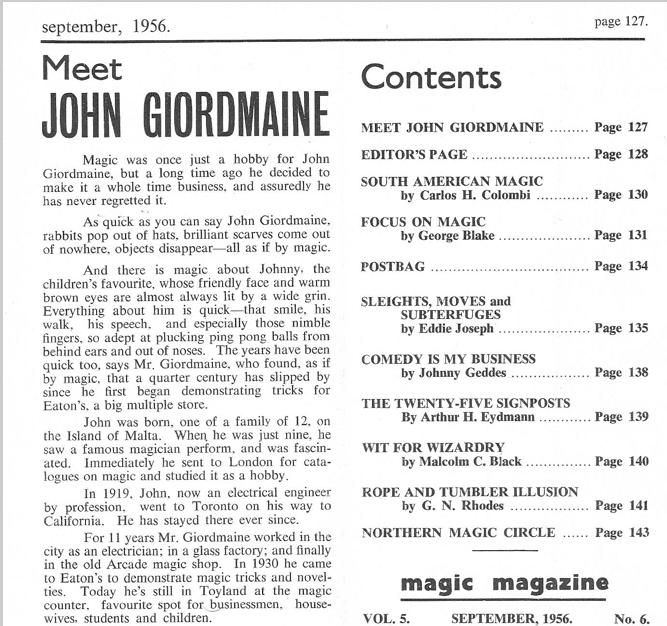 september, 1956.
page 127.
Meet
JOHN GIORDMAINE
Magic was once just a hobby for John
Giordmaine, but a long time ago he decided to
make it a whole time business, and assuredly he
has never regretted it.
As quick as you can say John Giordmaine,
rabbits pop out of hats, brilliant scarves come out
of nowhere, objects disappear—all as if by magic.
And there is magic about Johnny, the
children's favourite, whose friendly face and warm
brown eyes are almost always lit by a wide grin.
Everything about him is quick—that smile, his
walk, his speech, and especially those nimble
fingers, so adept at plucking ping pong balls from
behind ears and out of noses. The years have been
quick too, says Mr. Giordmaine, who found, as if
by magic, that a quarter century has slipped by
since he first began demonstrating tricks for
Eaton's, a big multiple store.
John was born, one of a family of 12, on
the Island of Malta. When he was just nine, he
saw a famous magician perform, and was fascin-
ated. Immediately he sent to London for cata-
logues on magic and studied it as a hobby.
In 1919, John, now an electrical engineer
by profession, went to Toronto on his way to
California. He has stayed there ever since.
For 11 years Mr. Giordmaine worked in the
city as an electrician; in a glass factory; and finally
in the old Arcade magic shop. In 1930 he came
to Eaton's to demonstrate magic tricks and novel-
ties. Today he's still in Toyland at the magic
counter, favourite spot for businessmen, house-
wives, students and children.
Contents
MEET JOHN GIORDMAINE ......... Page 127
EDITOR'S PAGE ........................... Page 128
SOUTH AMERICAN MAGIC
by Carlos H. Colombi ............ Page 130
FOCUS ON MAGIC
by George Blake ..................... Page 131
POSTBAG .................................... Page 134
SLEIGHTS, MOVES and
SUBTERFUGES
by Eddie Joseph ..................... Page 135
COMEDY IS MY BUSINESS
by Johnny Geddes .................. Page 138
THE TWENTY-FIVE SIGNPOSTS
By Arthur H. Eydmann ............ Page 139
WIT FOR WIZARDRY
by Malcolm C. Black ............... Page 140
ROPE AND TUMBLER ILLUSION
by G. N. Rhodes ..................... Page 141
NORTHERN MAGIC CIRCLE ...... Page 143
magic magazine
VOL. 5. SEPTEMBER, 1956. No. 6.